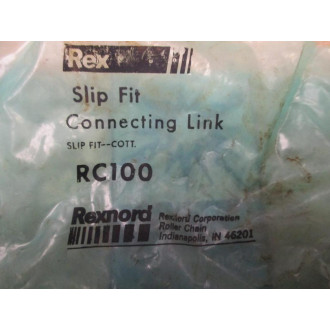 Rex
Slip Fit
Connecting Link
SLIP FIT--COTT.
RC100
Rexnord
Rexnord Corporation
Roller Chain
Indianapolis, IN 46201